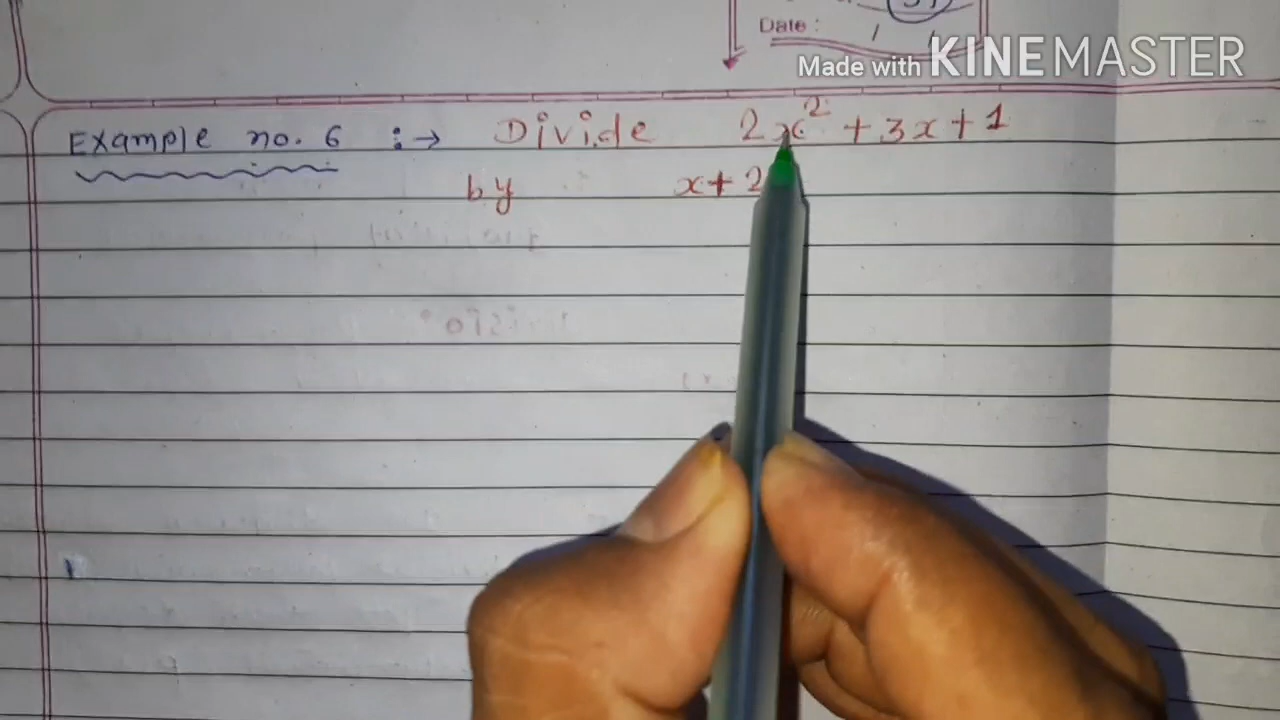 Date : / /
Made with KINEMASTER
Example no. 6 :→ Divide 2x² + 3x + 1
by x + 2